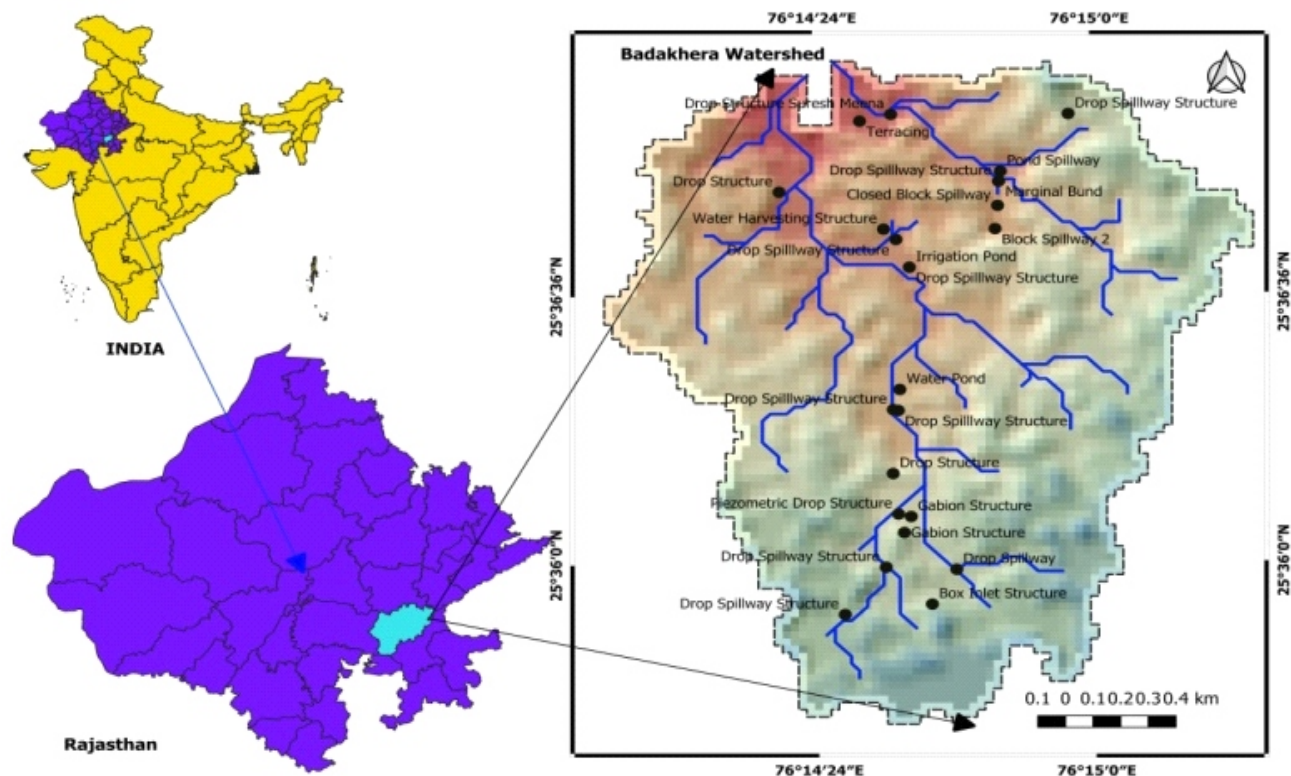 76°14′24″E 76°15′0″E
Badakhera Watershed
Drop Structure Suresh Meena
Drop Spilllway Structure
Terracing
Pond Spillway
Drop Spillway Structure
Drop Structure
Closed Block Spillway
Marginal Bund
Water Harvesting Structure
Block Spillway 2
Drop Spilllway Structure
Irrigation Pond
Drop Spillway Structure
25°36′36″N
25°36′36″N
INDIA
Water Pond
Drop Spilllway Structure
Drop Spilllway Structure
Drop Structure
Piezometric Drop Structure
Gabion Structure
Gabion Structure
25°36′0″N
25°36′0″N
Drop Spillway Structure
Drop Spillway
Box Inlet Structure
Drop Spillway Structure
0.1 0 0.10.20.30.4 km
Rajasthan
76°14′24″E 76°15′0″E